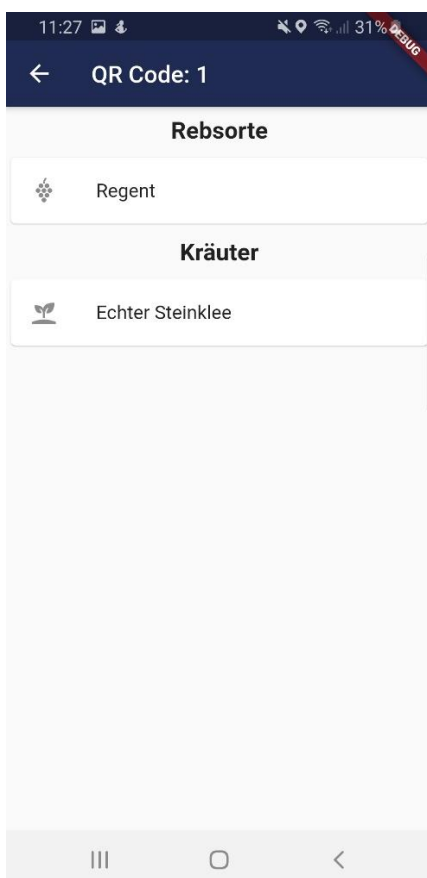 11:27 31%
DEBUG
QR Code: 1
Rebsorte
Regent
Kräuter
Echter Steinklee